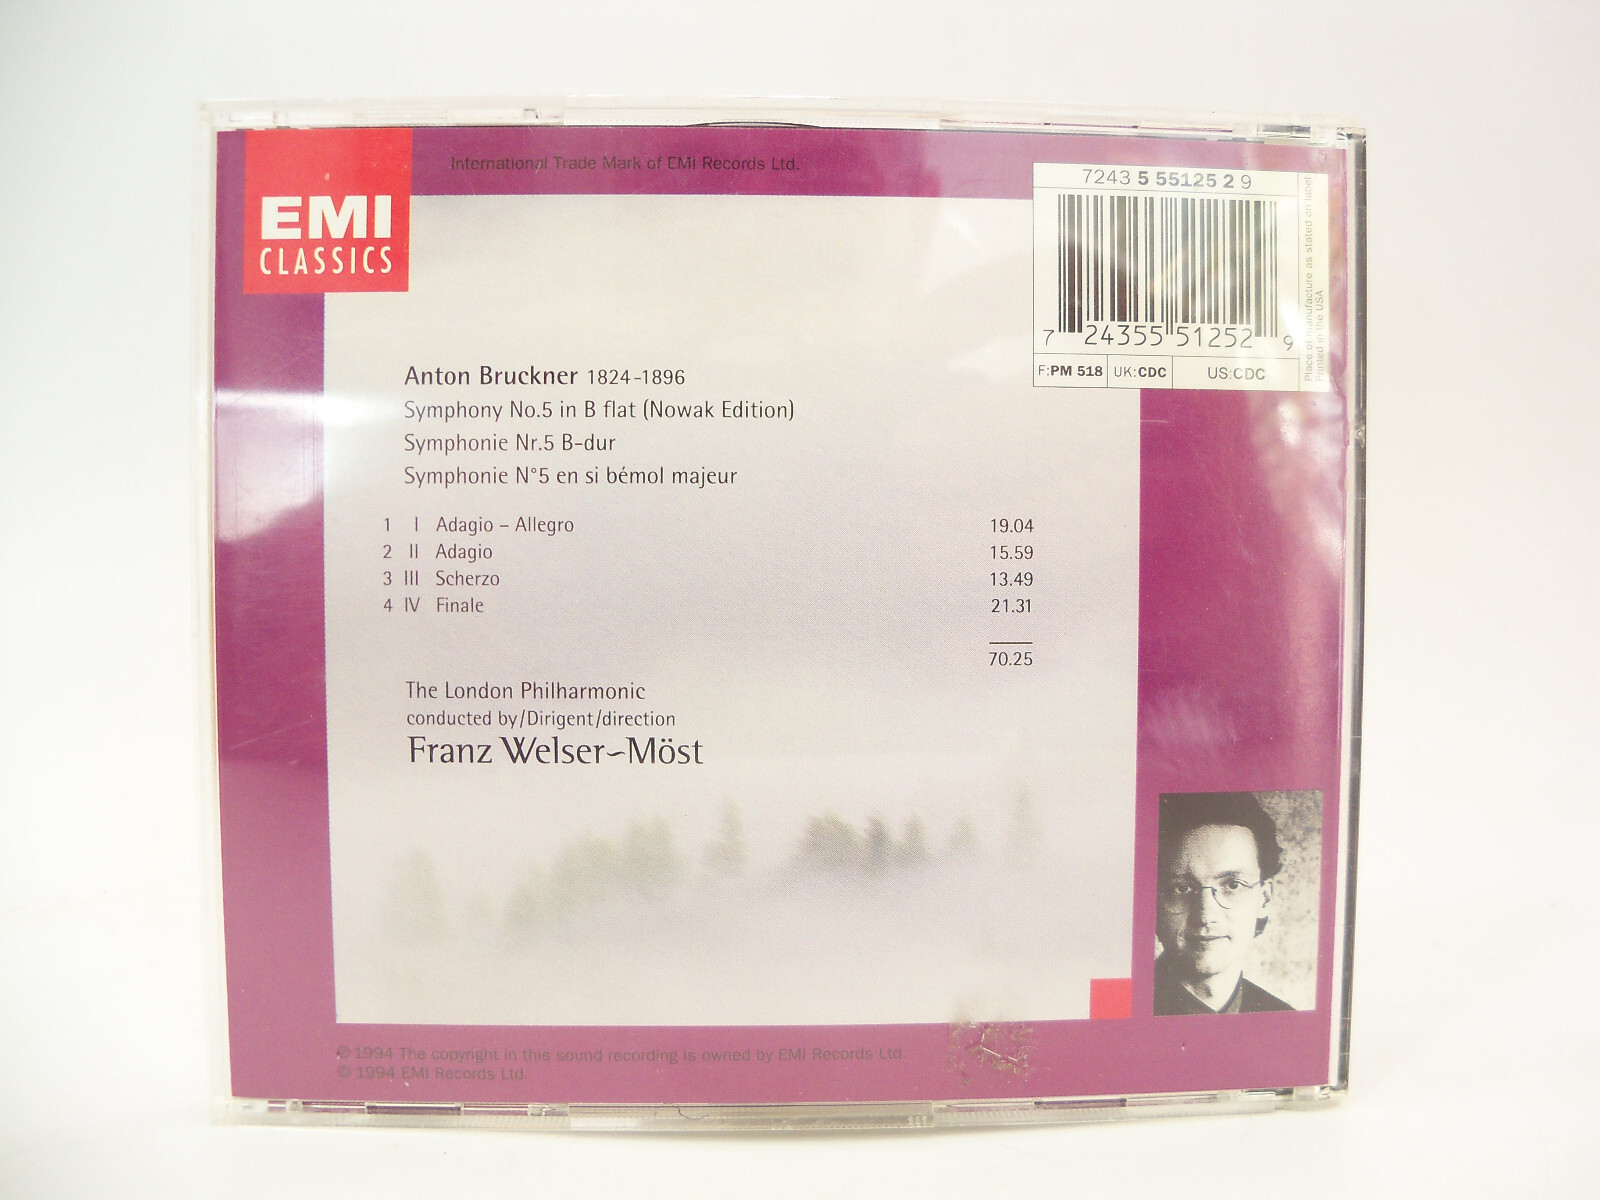 International Trade Mark of EMI Records Ltd.
EMI
CLASSICS
7243 5 55125 2 9
7 24355 51252 9
F:PM 518 UK:CDC US:CDC
Place of manufacture as stated on label
Printed in the USA
Anton Bruckner 1824-1896
Symphony No.5 in B flat (Nowak Edition)
Symphonie Nr.5 B-dur
Symphonie N°5 en si bémol majeur
1 I Adagio – Allegro 19.04
2 II Adagio 15.59
3 III Scherzo 13.49
4 IV Finale 21.31
70.25
The London Philharmonic
conducted by/Dirigent/direction
Franz Welser~Möst
℗ 1994 The copyright in this sound recording is owned by EMI Records Ltd.
© 1994 EMI Records Ltd.